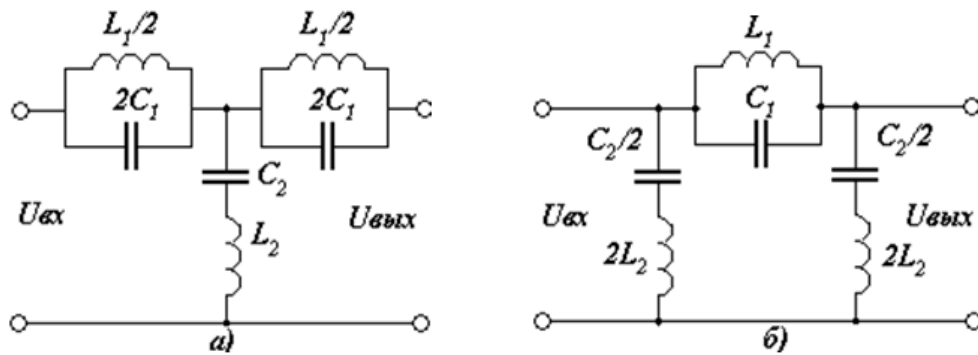 L₁/2
L₁/2
2C₁
2C₁
C₂
Uвх
Uвых
L₂
а)
L₁
C₁
C₂/2
C₂/2
Uвх
Uвых
2L₂
2L₂
б)